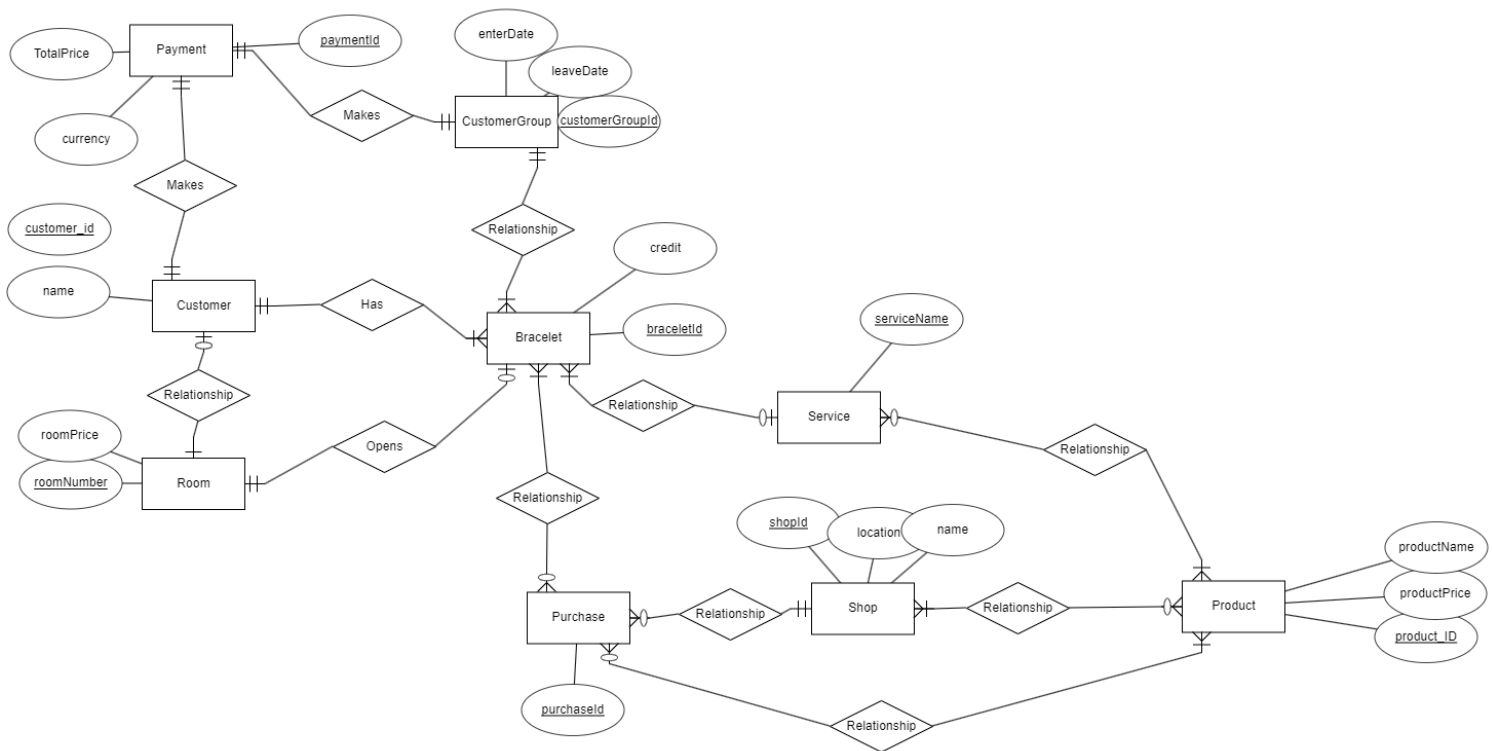 enterDate
Payment
paymentId
TotalPrice
leaveDate
Makes
CustomerGroup
customerGroupId
currency
Makes
customer_id
Relationship
credit
name
Customer
Has
serviceName
Bracelet
braceletId
Relationship
Relationship
Service
roomPrice
Opens
Relationship
roomNumber
Room
Relationship
shopId
location
name
productName
productPrice
Purchase
Relationship
Shop
Relationship
Product
product_ID
purchaseId
Relationship